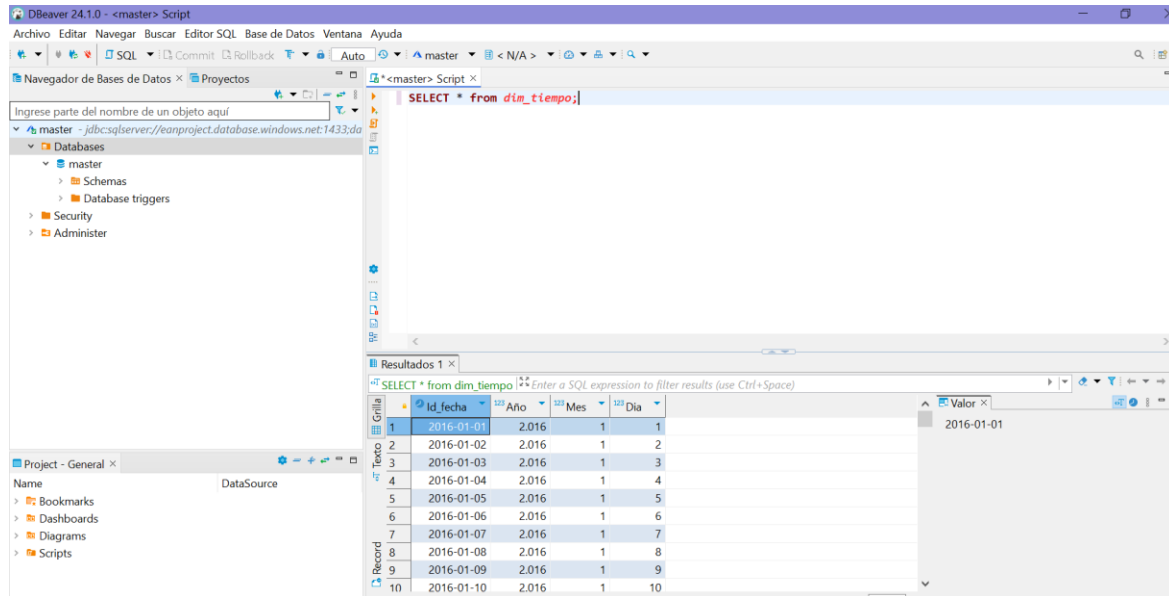 DBeaver 24.1.0 - <master> Script
Archivo Editar Navegar Buscar Editor SQL Base de Datos Ventana Ayuda
SQL Commit Rollback Auto master < N/A >
Navegador de Bases de Datos Proyectos
*<master> Script
Ingrese parte del nombre de un objeto aquí
master - jdbc:sqlserver://eanproject.database.windows.net:1433;da
Databases
master
Schemas
Database triggers
Security
Administer
SELECT * from dim_tiempo;
Resultados 1
SELECT * from dim_tiempo Enter a SQL expression to filter results (use Ctrl+Space)
Grilla
Texto
Record
Id_fecha 123 Año 123 Mes 123 Dia
1 2016-01-01 2.016 1 1
2 2016-01-02 2.016 1 2
3 2016-01-03 2.016 1 3
4 2016-01-04 2.016 1 4
5 2016-01-05 2.016 1 5
6 2016-01-06 2.016 1 6
7 2016-01-07 2.016 1 7
8 2016-01-08 2.016 1 8
9 2016-01-09 2.016 1 9
10 2016-01-10 2.016 1 10
Valor
2016-01-01
Project - General
Name DataSource
Bookmarks
Dashboards
Diagrams
Scripts